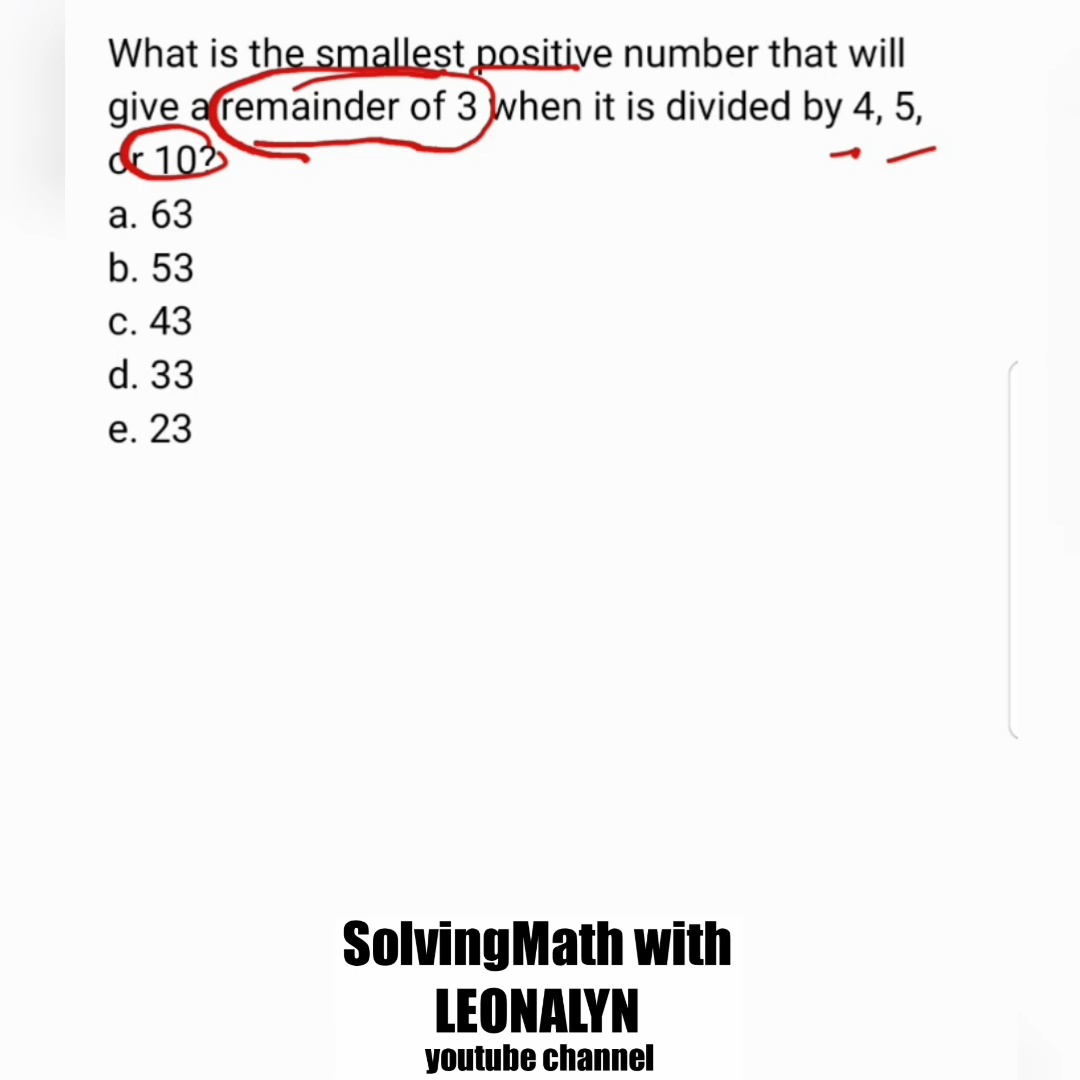 What is the smallest positive number that will
give a remainder of 3 when it is divided by 4, 5,
or 10?
a. 63
b. 53
c. 43
d. 33
e. 23
SolvingMath with
LEONALYN
youtube channel